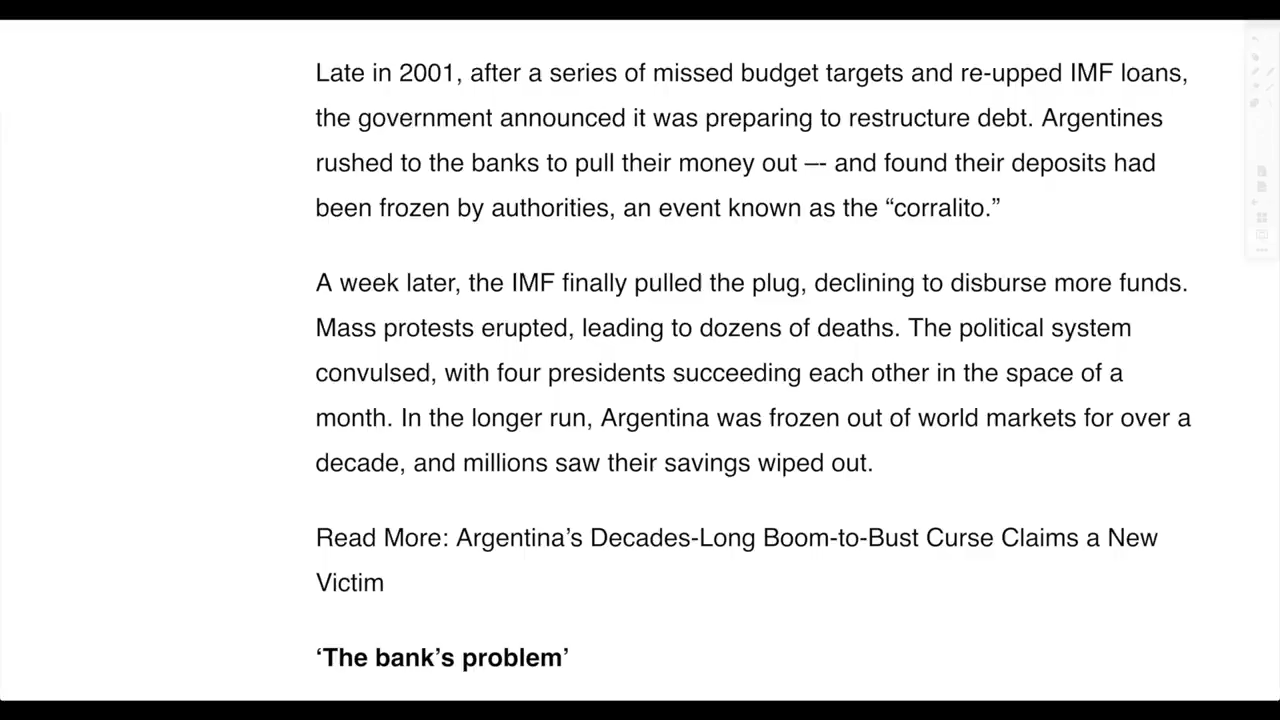 Late in 2001, after a series of missed budget targets and re-upped IMF loans,
the government announced it was preparing to restructure debt. Argentines
rushed to the banks to pull their money out –- and found their deposits had
been frozen by authorities, an event known as the “corralito.”
A week later, the IMF finally pulled the plug, declining to disburse more funds.
Mass protests erupted, leading to dozens of deaths. The political system
convulsed, with four presidents succeeding each other in the space of a
month. In the longer run, Argentina was frozen out of world markets for over a
decade, and millions saw their savings wiped out.
Read More: Argentina’s Decades-Long Boom-to-Bust Curse Claims a New
Victim
‘The bank’s problem’